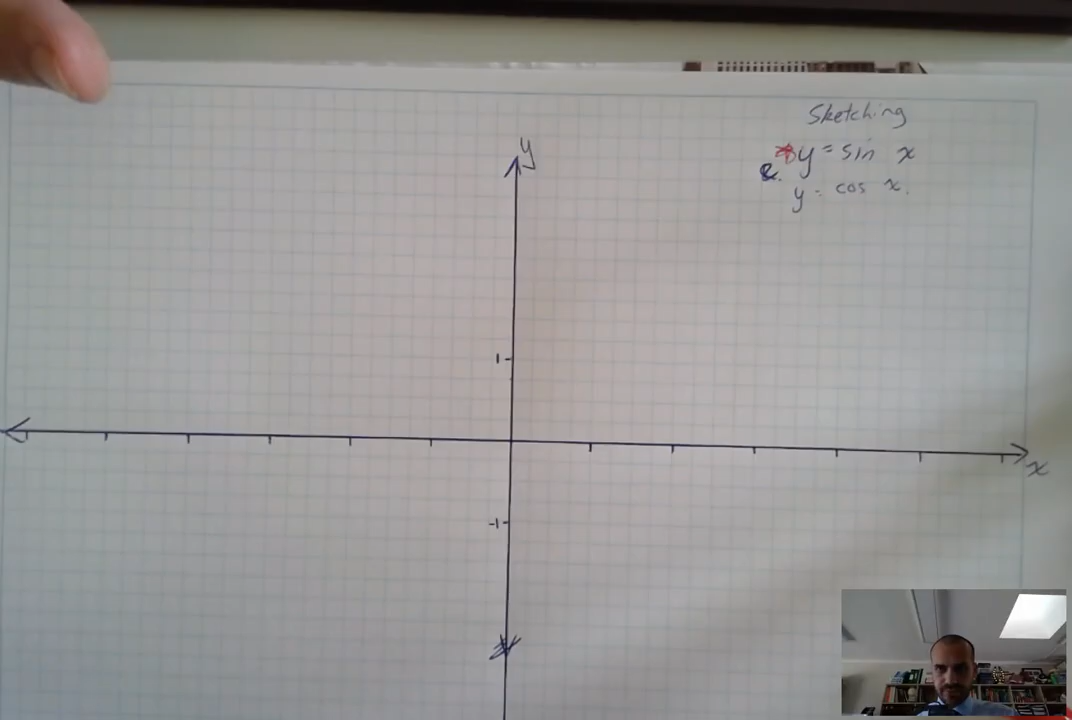 Sketching
y = sin x
&.
y = cos x.
y
1
x
-1